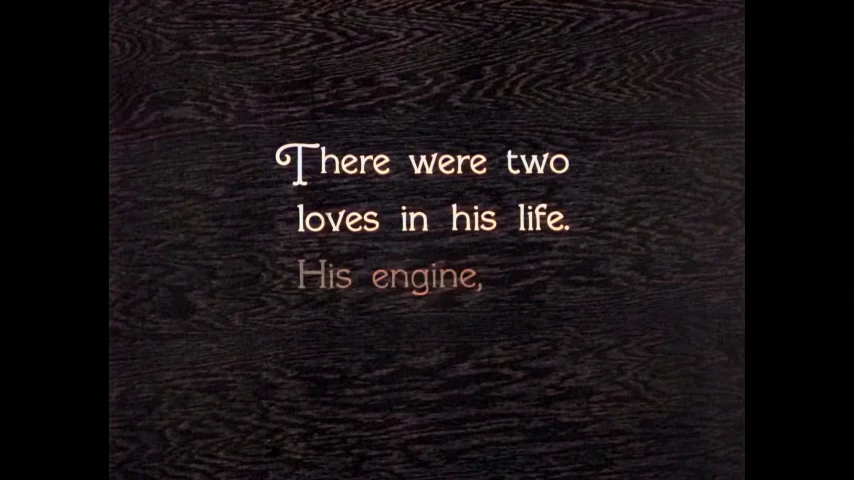 There were two
loves in his life.
His engine,